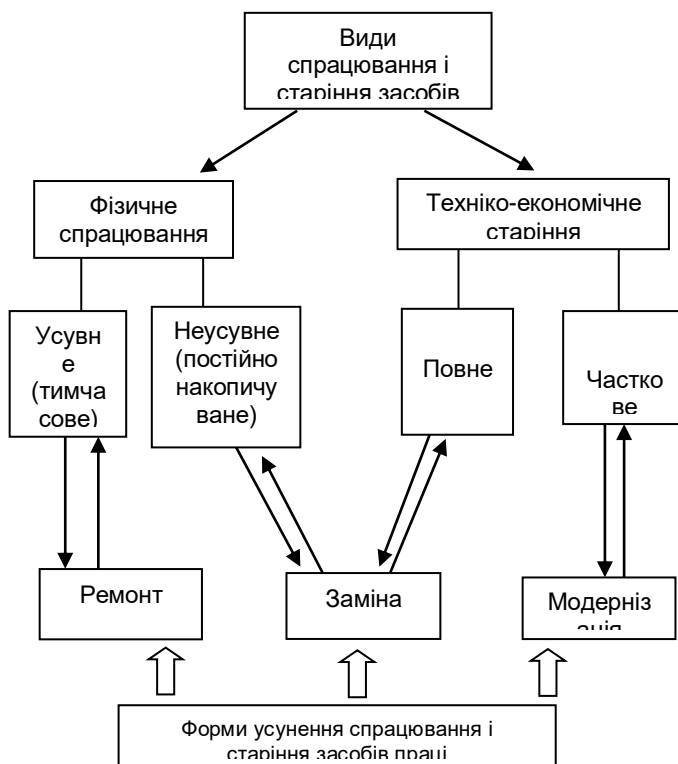 Види
спрацювання і
старіння засобів
Фізичне
спрацювання
Техніко-економічне
старіння
Усувн
е
(тимча
сове)
Неусувне
(постійно
накопичу
ване)
Повне
Частко
ве
Ремонт
Заміна
Модерніз
ація
Форми усунення спрацювання і
старіння засобів праці